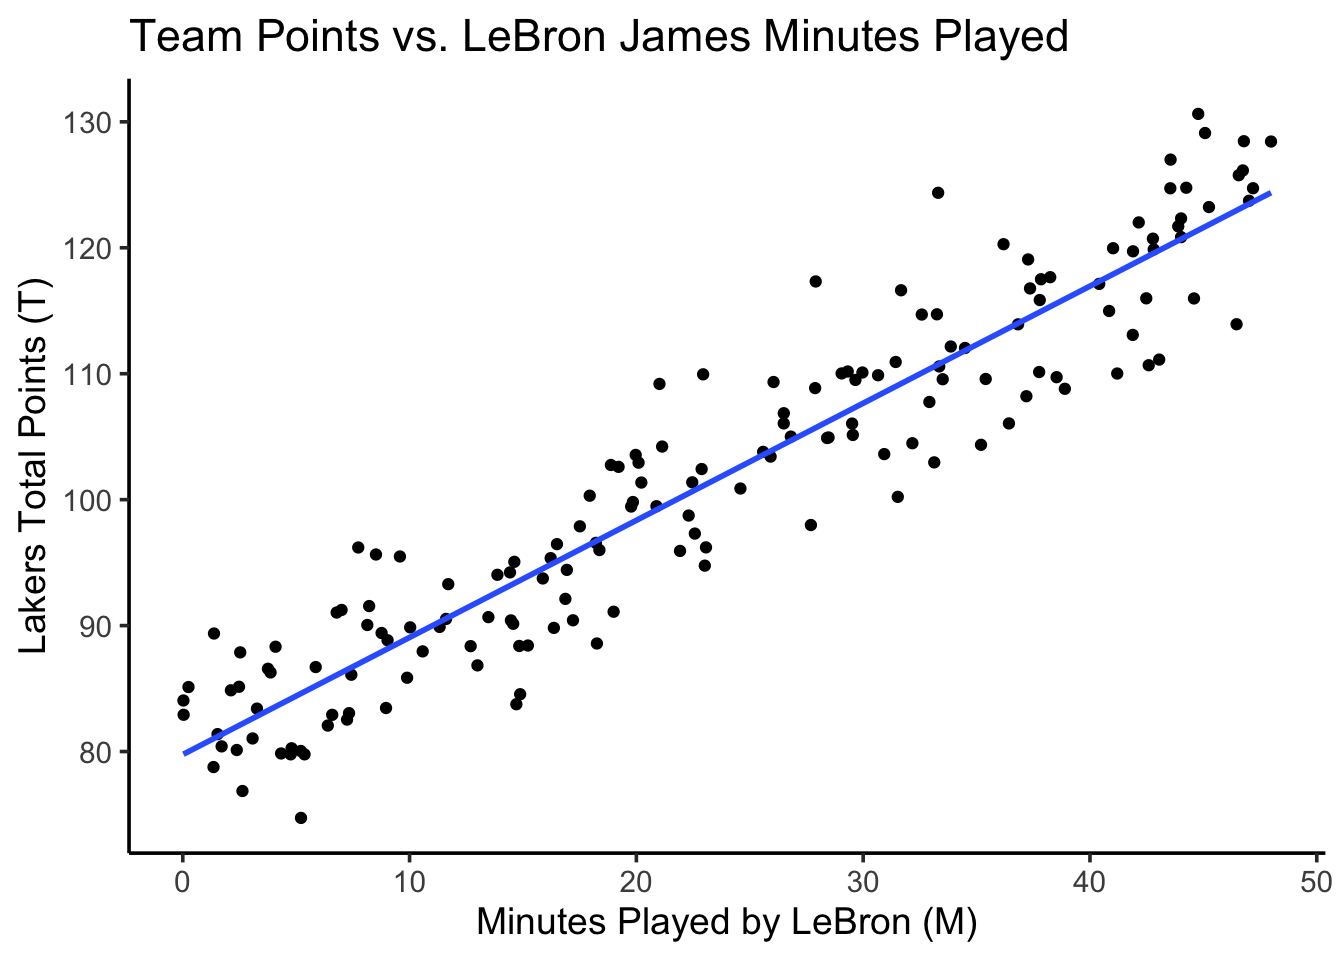 Team Points vs. LeBron James Minutes Played
Lakers Total Points (T)
130
120
110
100
90
80
0 10 20 30 40 50
Minutes Played by LeBron (M)